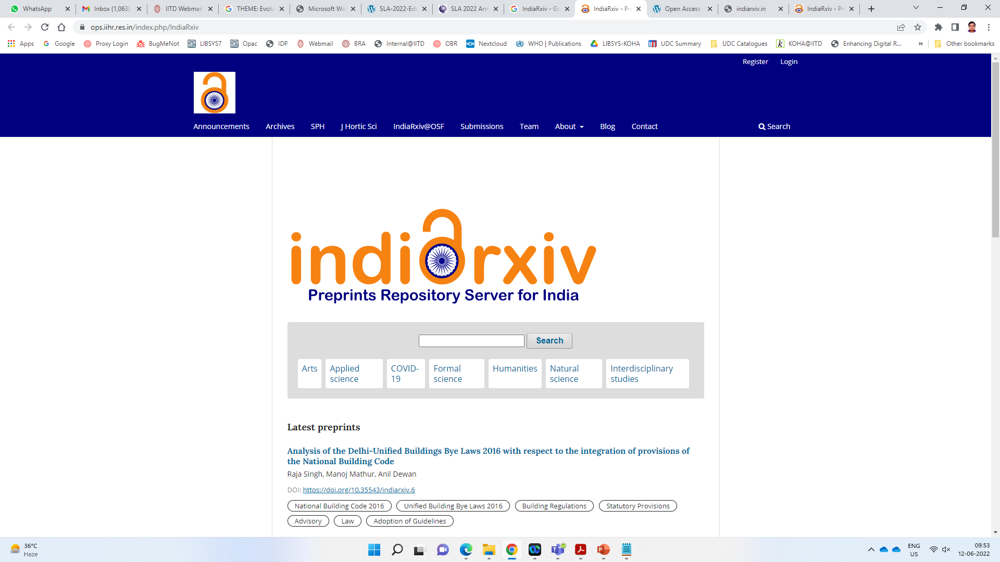 WhatsApp
Inbox (1,063)
IITD Webmail
THEME: Evolu
Microsoft Wo
SLA-2022-Edu
SLA 2022 Ann
IndiaRxiv - Go
IndiaRxiv - Pr
Open Access
indiarxiv.in
IndiaRxiv - Pr
ops.iihr.res.in/index.php/IndiaRxiv
Apps
Google
Proxy Login
BugMeNot
LIBSYS7
Opac
IDP
Webmail
BRA
Internal@IITD
OBR
Nextcloud
WHO | Publications
LIBSYS-KOHA
UDC Summary
UDC Catalogues
KOHA@IITD
Enhancing Digital R...
»
Other bookmarks
Register
Login
Announcements
Archives
SPH
J Hortic Sci
IndiaRxiv@OSF
Submissions
Team
About
Blog
Contact
Search
indiarxiv
Preprints Repository Server for India
Search
Arts
Applied
science
COVID-
19
Formal
science
Humanities
Natural
science
Interdisciplinary
studies
Latest preprints
Analysis of the Delhi-Unified Buildings Bye Laws 2016 with respect to the integration of provisions of
the National Building Code
Raja Singh, Manoj Mathur, Anil Dewan
DOI: https://doi.org/10.35543/indiarxiv.6
National Building Code 2016
Unified Building Bye Laws 2016
Building Regulations
Statutory Provisions
Advisory
Law
Adoption of Guidelines
36°C
Haze
ENG
US
09:53
12-06-2022